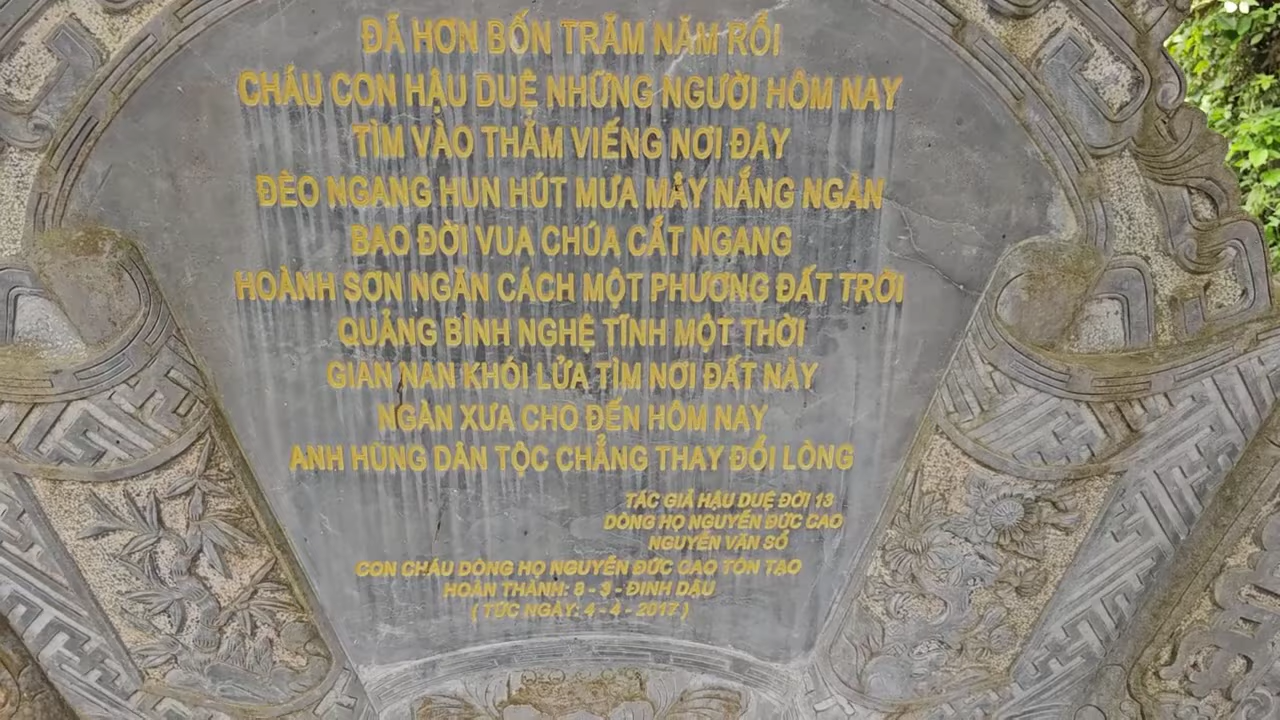 ĐÃ HƠN BỐN TRĂM NĂM RỒI
CHÁU CON HẬU DUỆ NHỮNG NGƯỜI HÔM NAY
TÌM VÀO THĂM VIẾNG NƠI ĐÂY
ĐÈO NGANG HUN HÚT MƯA MÂY NẮNG NGÀN
BAO ĐỜI VUA CHÚA CẮT NGANG
HOÀNH SƠN NGĂN CÁCH MỘT PHƯƠNG ĐẤT TRỜI
QUẢNG BÌNH NGHỆ TĨNH MỘT THỜI
GIAN NAN KHÓI LỬA TÌM NƠI ĐẤT NÀY
NGÀN XƯA CHO ĐẾN HÔM NAY
ANH HÙNG DÂN TỘC CHẲNG THAY ĐỔI LÒNG
TÁC GIẢ HẬU DUỆ ĐỜI 13
DÒNG HỌ NGUYỄN ĐỨC CAO
NGUYỄN VĂN SỔ
CON CHÁU DÒNG HỌ NGUYỄN ĐỨC CAO TÔN TẠO
HOÀN THÀNH: 8 - 3 - ĐINH DẬU
( TỨC NGÀY: 4 - 4 - 2017 )